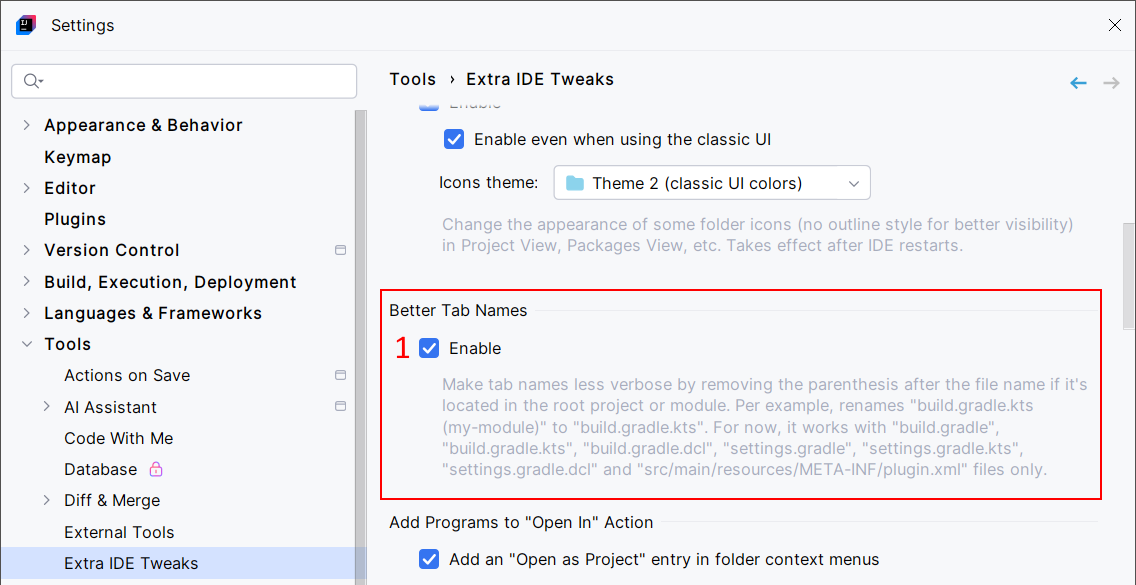 Settings
Tools › Extra IDE Tweaks
Enable
Enable even when using the classic UI
Icons theme: Theme 2 (classic UI colors)
Change the appearance of some folder icons (no outline style for better visibility)
in Project View, Packages View, etc. Takes effect after IDE restarts.
Better Tab Names
1 Enable
Make tab names less verbose by removing the parenthesis after the file name if it's
located in the root project or module. Per example, renames "build.gradle.kts
(my-module)" to "build.gradle.kts". For now, it works with "build.gradle",
"build.gradle.kts", "build.gradle.dcl", "settings.gradle", "settings.gradle.kts",
"settings.gradle.dcl" and "src/main/resources/META-INF/plugin.xml" files only.
Add Programs to "Open In" Action
Add an "Open as Project" entry in folder context menus
Appearance & Behavior
Keymap
Editor
Plugins
Version Control
Build, Execution, Deployment
Languages & Frameworks
Tools
Actions on Save
AI Assistant
Code With Me
Database
Diff & Merge
External Tools
Extra IDE Tweaks